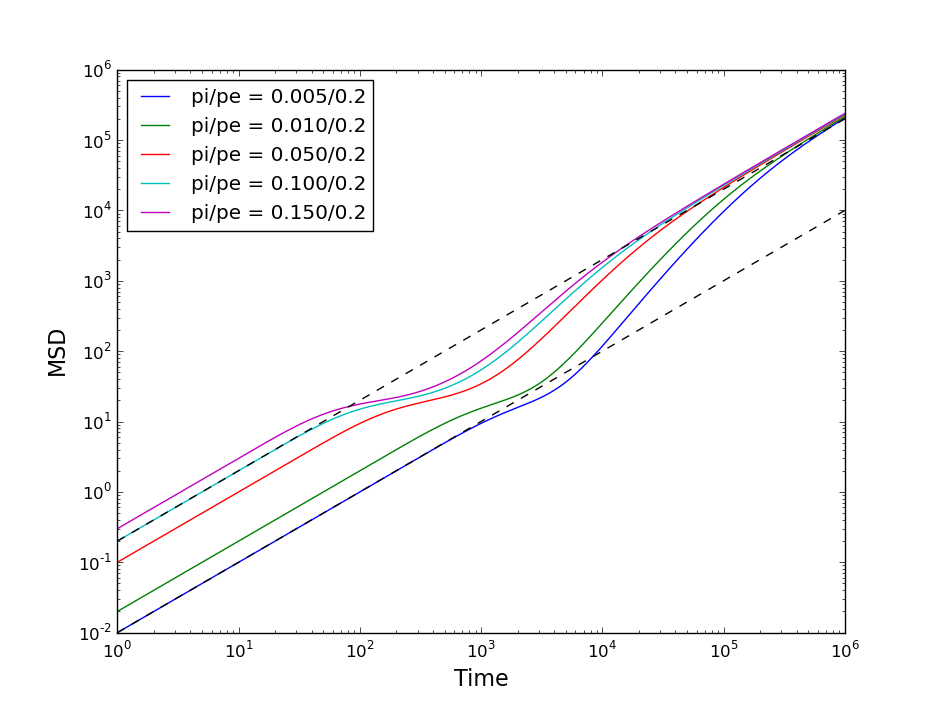 10^6
10^5
10^4
10^3
10^2
10^1
10^0
10^-1
10^-2
pi/pe = 0.005/0.2
pi/pe = 0.010/0.2
pi/pe = 0.050/0.2
pi/pe = 0.100/0.2
pi/pe = 0.150/0.2
MSD
10^0 10^1 10^2 10^3 10^4 10^5 10^6
Time